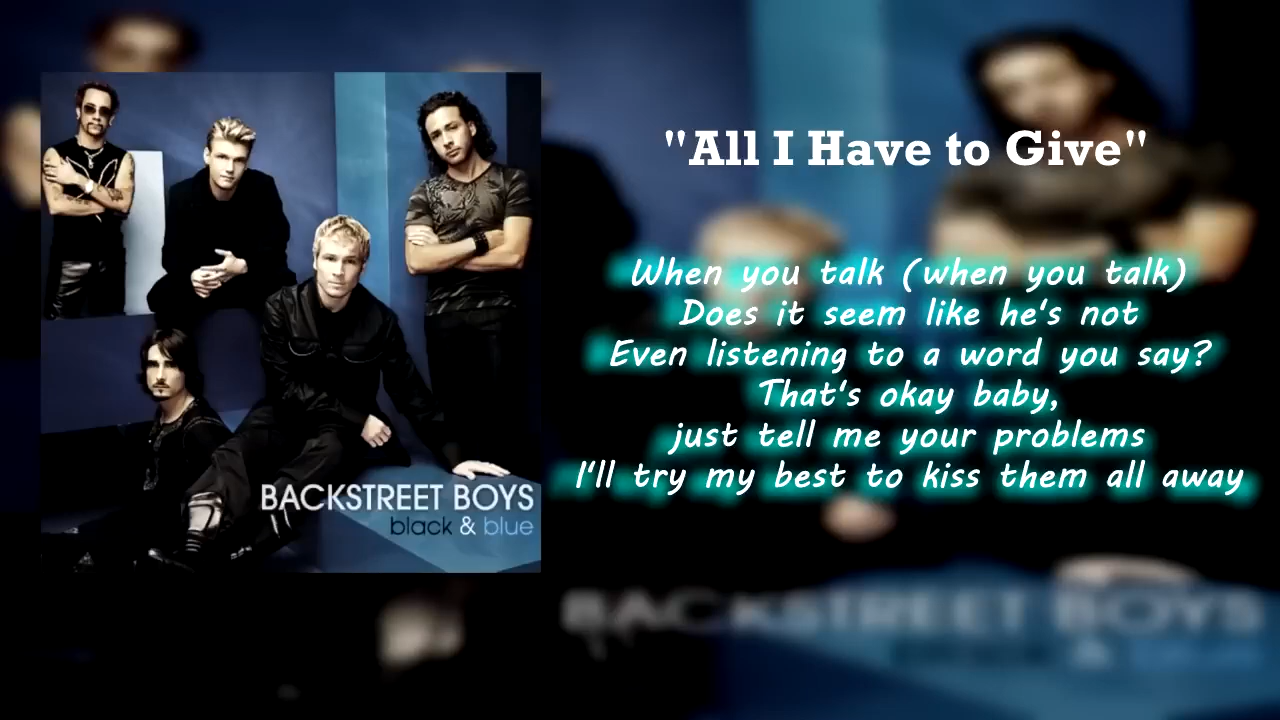 "All I Have to Give"
When you talk (when you talk)
Does it seem like he's not
Even listening to a word you say?
That's okay baby,
just tell me your problems
I'll try my best to kiss them all away
BACKSTREET BOYS
black & blue
BACKSTREET BOYS